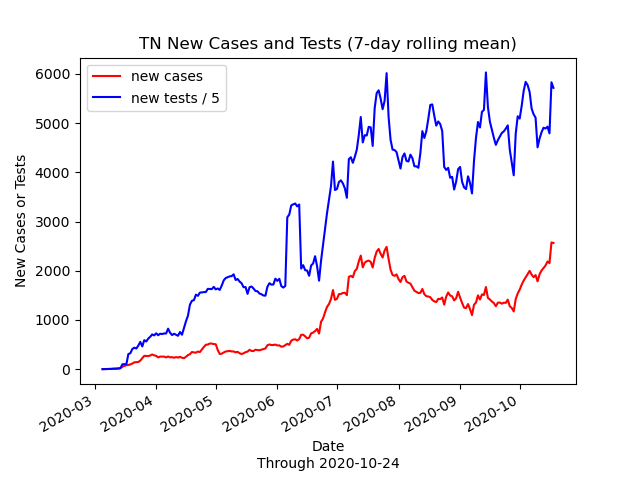 TN New Cases and Tests (7-day rolling mean)
new cases
new tests / 5
New Cases or Tests
6000
5000
4000
3000
2000
1000
0
2020-03
2020-04
2020-05
2020-06
2020-07
2020-08
2020-09
2020-10
Date
Through 2020-10-24